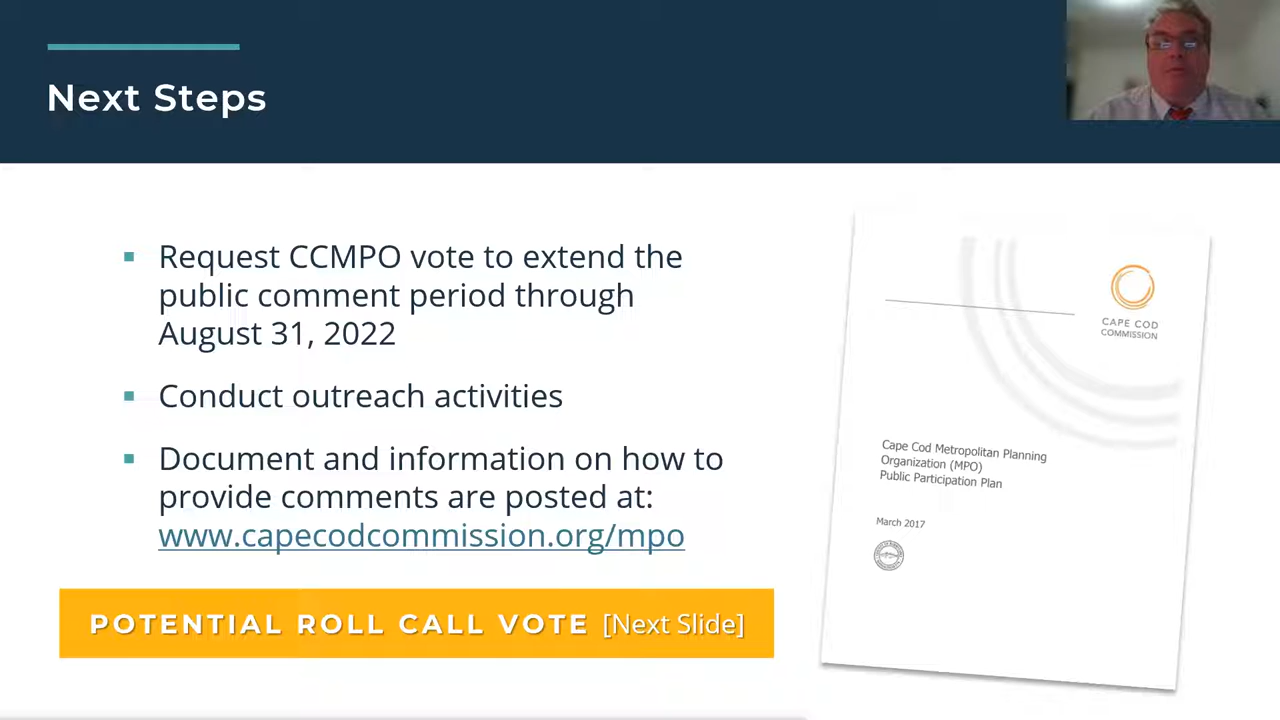 Next Steps
Request CCMPO vote to extend the
public comment period through
August 31, 2022
Conduct outreach activities
Document and information on how to
provide comments are posted at:
www.capecodcommission.org/mpo
POTENTIAL ROLL CALL VOTE [Next Slide]
CAPE COD
COMMISSION
Cape Cod Metropolitan Planning
Organization (MPO)
Public Participation Plan
March 2017